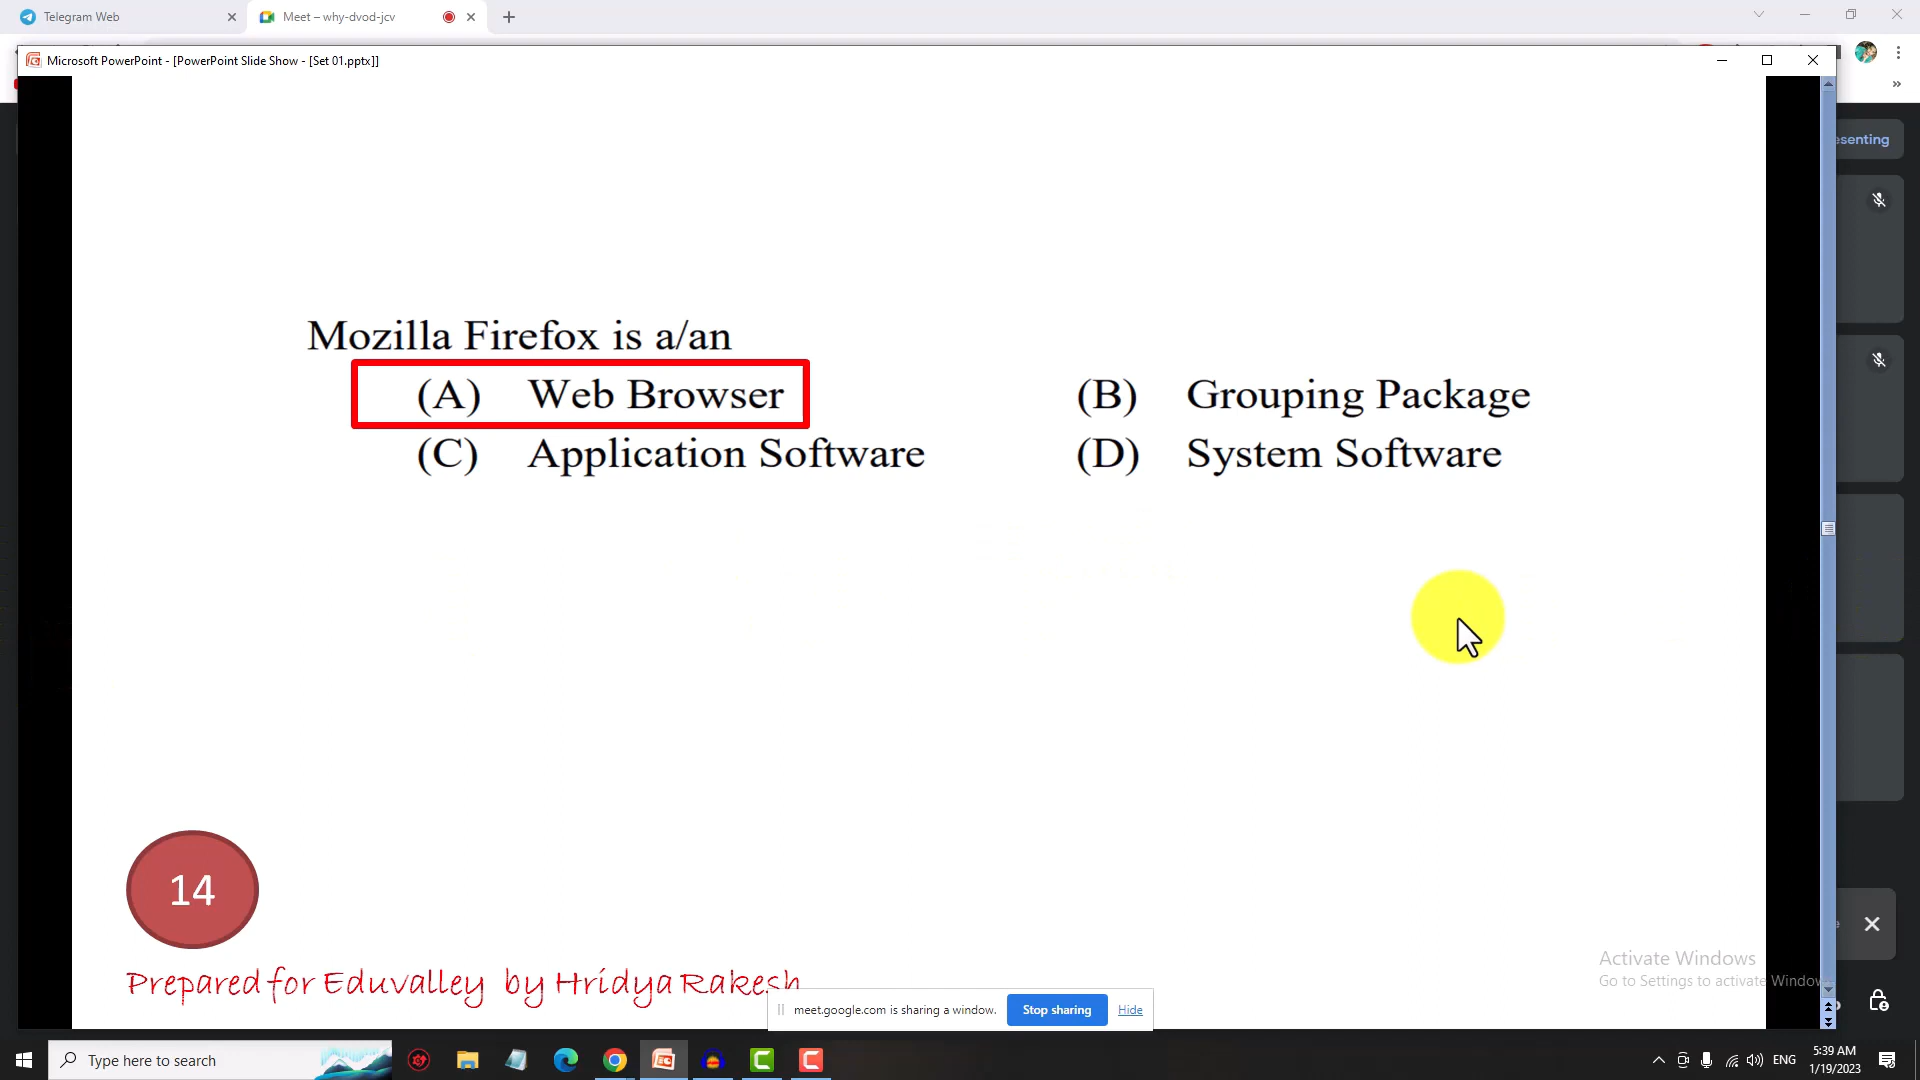 Telegram Web
Meet – why-dvod-jcv
Microsoft PowerPoint - [PowerPoint Slide Show - [Set 01.pptx]]
esenting
Mozilla Firefox is a/an
(A) Web Browser (B) Grouping Package
(C) Application Software (D) System Software
14
Prepared for Eduvalley by Hridya Rakesh
Activate Windows
Go to Settings to activate Window
meet.google.com is sharing a window. Stop sharing Hide
Type here to search
ENG
5:39 AM
1/19/2023